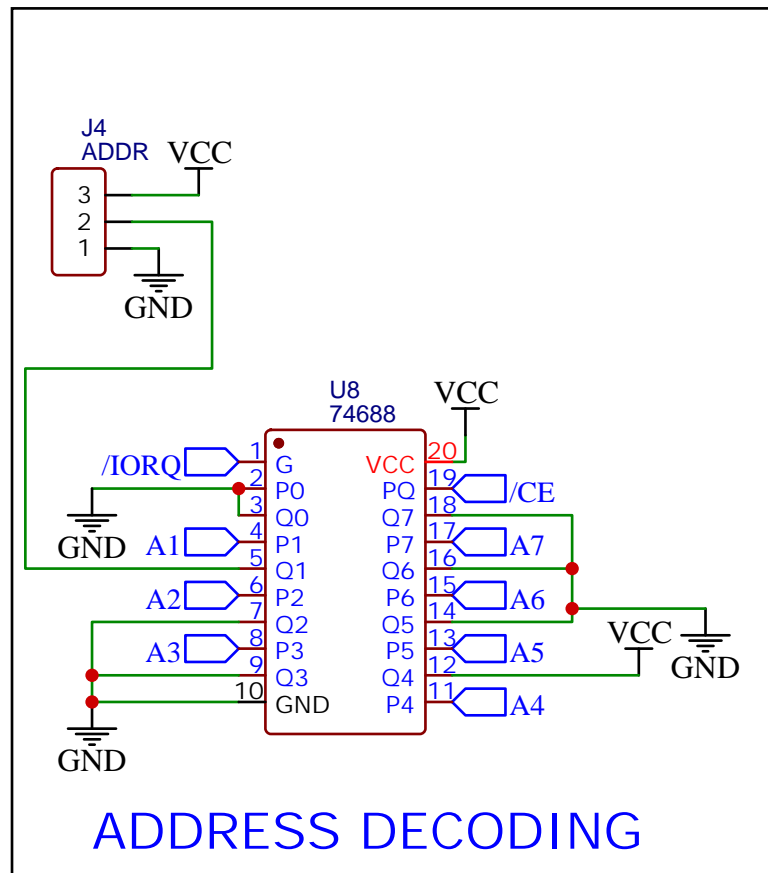 J4
ADDR
VCC
3
2
1
GND
U8
74688
VCC
/IORQ 1 G VCC 20
2 P0 PQ 19 /CE
3 Q0 Q7 18
GND
A1 4 P1 P7 17 A7
5 Q1 Q6 16
A2 6 P2 P6 15 A6
7 Q2 Q5 14
VCC
A3 8 P3 P5 13 A5
GND
9 Q3 Q4 12
10 GND P4 11 A4
GND
ADDRESS DECODING